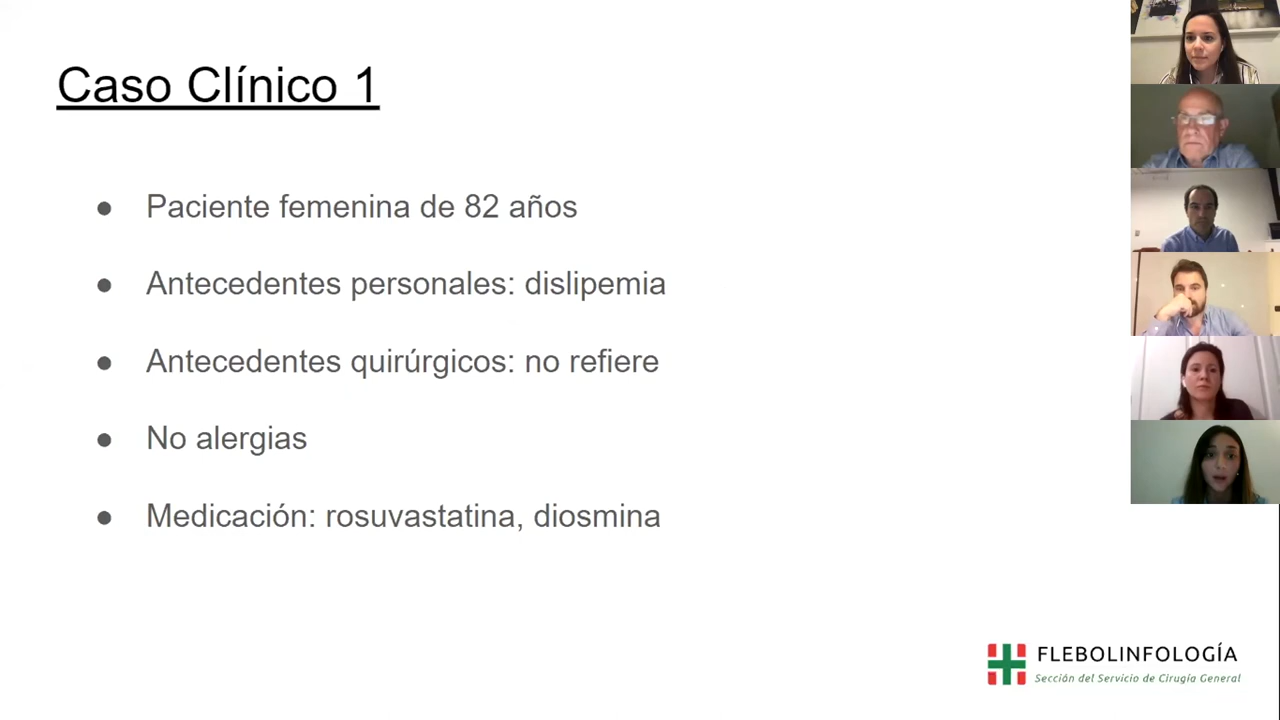 Caso Clínico 1
● Paciente femenina de 82 años
● Antecedentes personales: dislipemia
● Antecedentes quirúrgicos: no refiere
● No alergias
● Medicación: rosuvastatina, diosmina
FLEBOLINFOLOGÍA
Sección del Servicio de Cirugía General